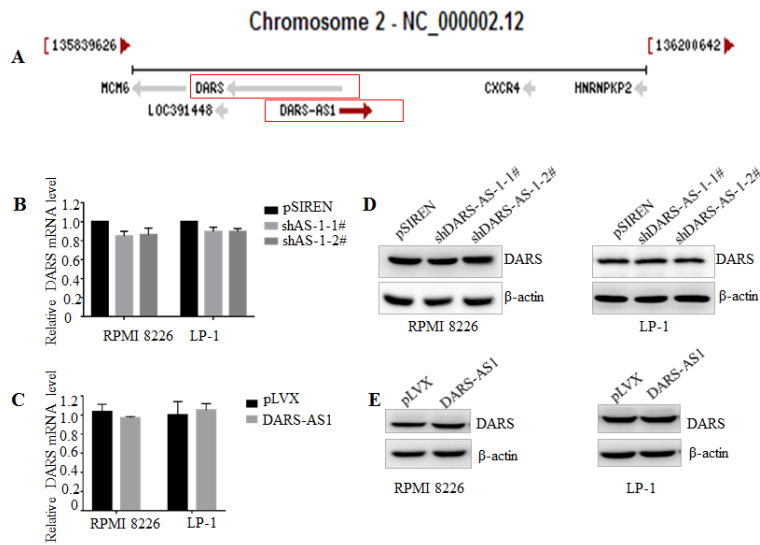 Chromosome 2 - NC_000002.12
[135839626
[136200642
A
MCM6
DARS
CXCR4
HNRNPKP2
LOC391448
DARS-AS1
B
Relative DARS mRNA level
1.2
1.0
0.8
0.6
0.4
0.2
0
RPMI 8226
LP-1
pSIREN
shAS-1-1#
shAS-1-2#
D
pSIREN
shDARS-AS-1-1#
shDARS-AS-1-2#
DARS
β-actin
RPMI 8226
pSIREN
shDARS-AS-1-1#
shDARS-AS-1-2#
DARS
β-actin
LP-1
C
Relative DARS mRNA level
1.2
1.0
0.8
0.6
0.4
0.2
0
RPMI 8226
LP-1
pLVX
DARS-AS1
E
pLVX
DARS-AS1
DARS
β-actin
RPMI 8226
pLVX
DARS-AS1
DARS
β-actin
LP-1